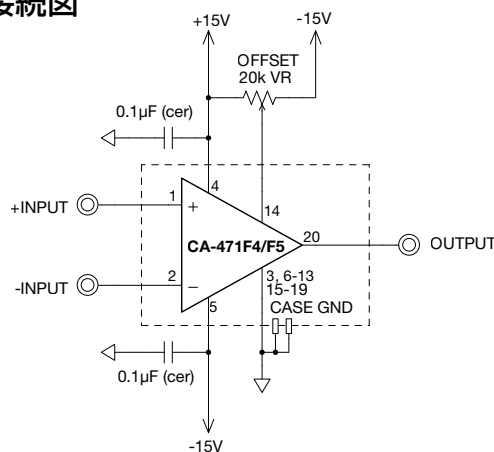 接続図
+15V
-15V
OFFSET
20k VR
0.1µF (cer)
4
+INPUT
1
+
14
CA-471F4/F5
20
OUTPUT
-INPUT
2
−
3, 6-13
15-19
5
CASE GND
0.1µF (cer)
-15V